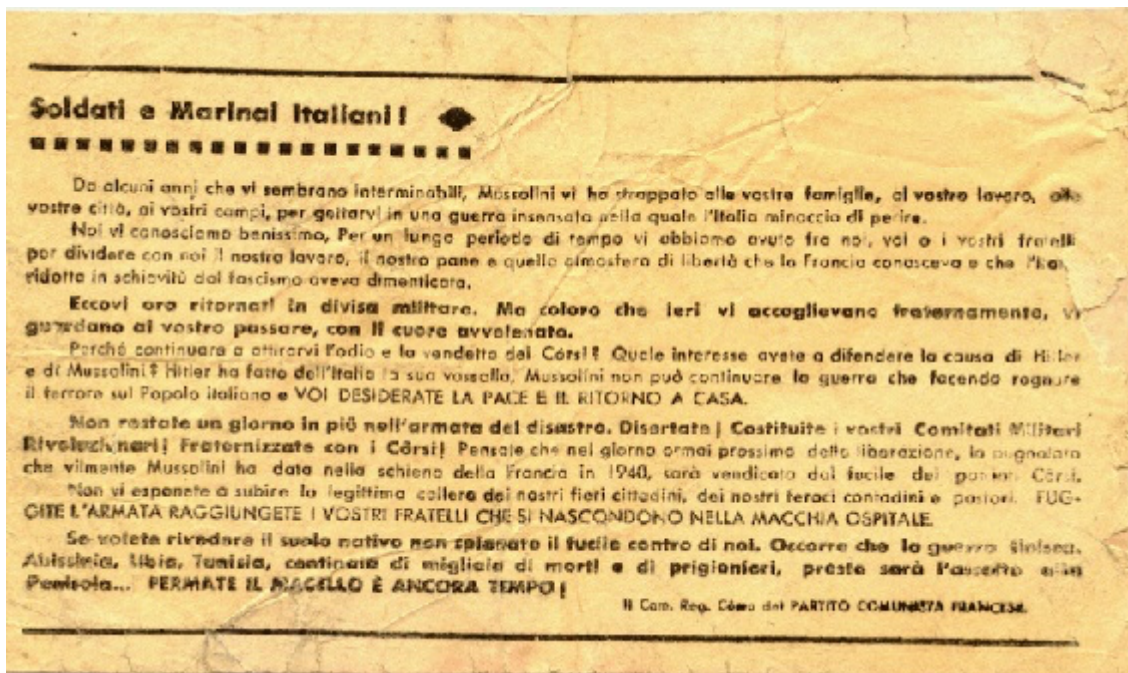 Soldati e Marinai Italiani!
Da alcuni anni che vi sembrano interminabili, Mussolini vi ha strappato alle vostre famiglie, al vostro lavoro, alle
vostre città, ai vostri campi, per gettarvi in una guerra insensata nella quale l'Italia minaccia di perire.
Noi vi conosciamo benissimo, Per un lungo periodo di tempo vi abbiamo avuto fra noi, voi o i vostri fratelli
per dividere con noi il nostro lavoro, il nostro pane e quella atmosfera di libertà che la Francia conosceva e che
ridotta in schiavitù dal fascismo aveva dimenticata.
Eccovi ora ritornati in divisa militare. Ma coloro che ieri vi accoglievano fraternamente, vi
guardano al vostro passare, con il cuore avvelenato.
Perché continuare a attirarvi l'odio e la vendetta dei Córsi? Quale interesse avete a difendere la causa di Hitler
e di Mussolini? Hitler ha fatto dell'Italia la sua vassalla, Mussolini non può continuare la guerra che facendo regnare
il terrore sul Popolo italiano e VOI DESIDERATE LA PACE E IL RITORNO A CASA.
Non restate un giorno in più nell'armata del disastro. Disertate! Costituite i vostri Comitati Militari
Rivoluzionari! Fraternizzate con i Córsi! Pensate che nel giorno ormai prossimo della liberazione, la pugnalata
che vilmente Mussolini ha dato nella schiena della Francia in 1940, sarà vendicata dal fucile dei Córsi.
Non vi esponete a subire la legittima collera dei nostri fieri cittadini, dei nostri feroci contadini e pastori. FUG-
GITE L'ARMATA RAGGIUNGETE I VOSTRI FRATELLI CHE SI NASCONDONO NELLA MACCHIA OSPITALE.
Se volete rivedere il suolo nativo non spianate il fucile contro di noi. Occorre che la guerra finisca.
Abissinia, Libia, Tunisia, centinaia di migliaia di morti e di prigionieri, presto sarà l'assalto alla
Penisola... FERMATE IL MACELLO È ANCORA TEMPO!
Il Com. Reg. Córso del PARTITO COMUNISTA FRANCESE.